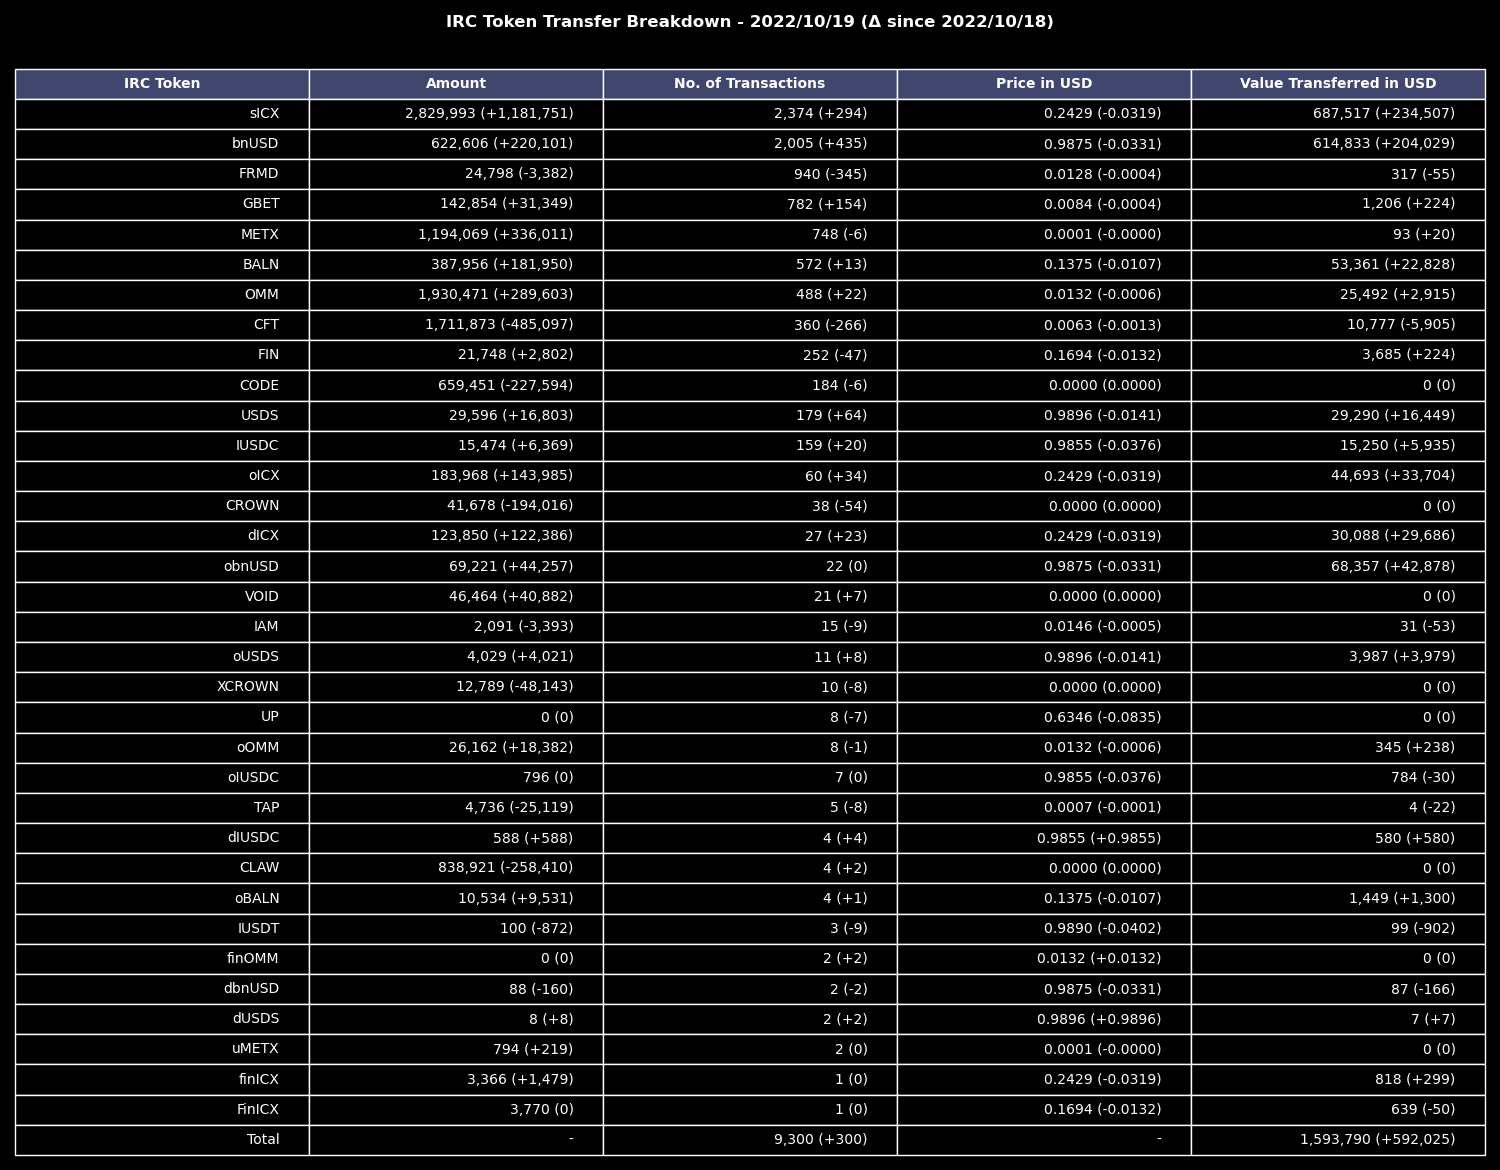 IRC Token Transfer Breakdown - 2022/10/19 (Δ since 2022/10/18)
IRC Token Amount No. of Transactions Price in USD Value Transferred in USD
sICX 2,829,993 (+1,181,751) 2,374 (+294) 0.2429 (-0.0319) 687,517 (+234,507)
bnUSD 622,606 (+220,101) 2,005 (+435) 0.9875 (-0.0331) 614,833 (+204,029)
FRMD 24,798 (-3,382) 940 (-345) 0.0128 (-0.0004) 317 (-55)
GBET 142,854 (+31,349) 782 (+154) 0.0084 (-0.0004) 1,206 (+224)
METX 1,194,069 (+336,011) 748 (-6) 0.0001 (-0.0000) 93 (+20)
BALN 387,956 (+181,950) 572 (+13) 0.1375 (-0.0107) 53,361 (+22,828)
OMM 1,930,471 (+289,603) 488 (+22) 0.0132 (-0.0006) 25,492 (+2,915)
CFT 1,711,873 (-485,097) 360 (-266) 0.0063 (-0.0013) 10,777 (-5,905)
FIN 21,748 (+2,802) 252 (-47) 0.1694 (-0.0132) 3,685 (+224)
CODE 659,451 (-227,594) 184 (-6) 0.0000 (0.0000) 0 (0)
USDS 29,596 (+16,803) 179 (+64) 0.9896 (-0.0141) 29,290 (+16,449)
IUSDC 15,474 (+6,369) 159 (+20) 0.9855 (-0.0376) 15,250 (+5,935)
oICX 183,968 (+143,985) 60 (+34) 0.2429 (-0.0319) 44,693 (+33,704)
CROWN 41,678 (-194,016) 38 (-54) 0.0000 (0.0000) 0 (0)
dICX 123,850 (+122,386) 27 (+23) 0.2429 (-0.0319) 30,088 (+29,686)
obnUSD 69,221 (+44,257) 22 (0) 0.9875 (-0.0331) 68,357 (+42,878)
VOID 46,464 (+40,882) 21 (+7) 0.0000 (0.0000) 0 (0)
IAM 2,091 (-3,393) 15 (-9) 0.0146 (-0.0005) 31 (-53)
oUSDS 4,029 (+4,021) 11 (+8) 0.9896 (-0.0141) 3,987 (+3,979)
XCROWN 12,789 (-48,143) 10 (-8) 0.0000 (0.0000) 0 (0)
UP 0 (0) 8 (-7) 0.6346 (-0.0835) 0 (0)
oOMM 26,162 (+18,382) 8 (-1) 0.0132 (-0.0006) 345 (+238)
oIUSDC 796 (0) 7 (0) 0.9855 (-0.0376) 784 (-30)
TAP 4,736 (-25,119) 5 (-8) 0.0007 (-0.0001) 4 (-22)
dIUSDC 588 (+588) 4 (+4) 0.9855 (+0.9855) 580 (+580)
CLAW 838,921 (-258,410) 4 (+2) 0.0000 (0.0000) 0 (0)
oBALN 10,534 (+9,531) 4 (+1) 0.1375 (-0.0107) 1,449 (+1,300)
IUSDT 100 (-872) 3 (-9) 0.9890 (-0.0402) 99 (-902)
finOMM 0 (0) 2 (+2) 0.0132 (+0.0132) 0 (0)
dbnUSD 88 (-160) 2 (-2) 0.9875 (-0.0331) 87 (-166)
dUSDS 8 (+8) 2 (+2) 0.9896 (+0.9896) 7 (+7)
uMETX 794 (+219) 2 (0) 0.0001 (-0.0000) 0 (0)
finICX 3,366 (+1,479) 1 (0) 0.2429 (-0.0319) 818 (+299)
FinICX 3,770 (0) 1 (0) 0.1694 (-0.0132) 639 (-50)
Total - 9,300 (+300) - 1,593,790 (+592,025)